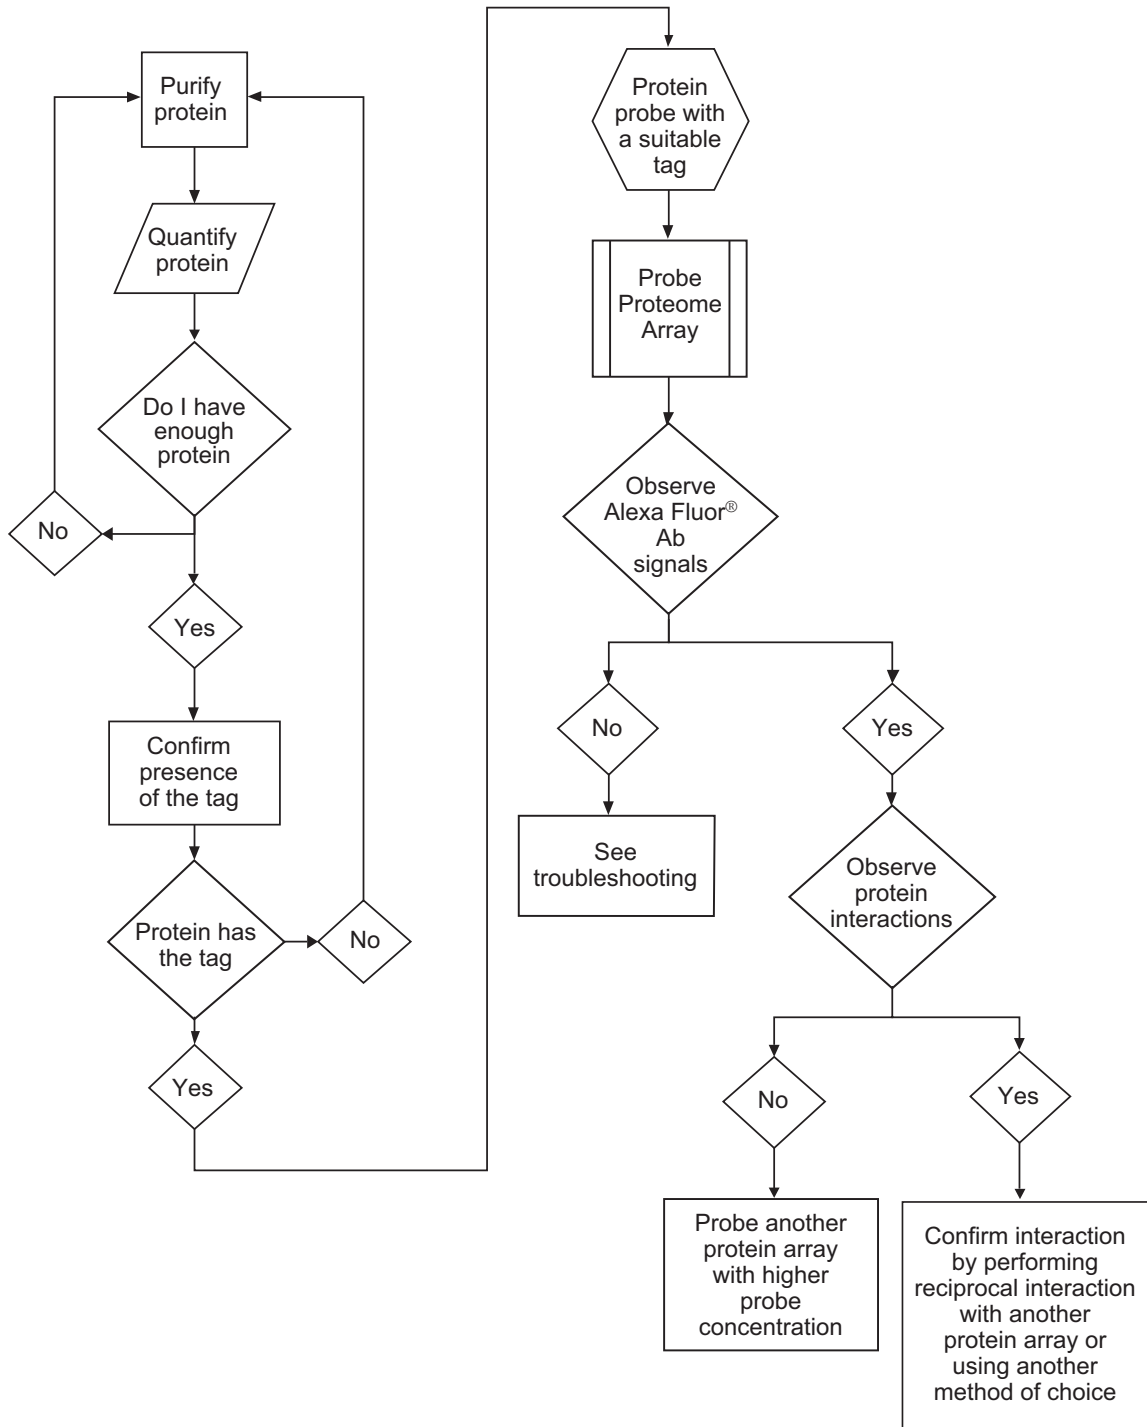 Purify
protein
Quantify
protein
Do I have
enough
protein
No
Yes
Confirm
presence
of the tag
Protein has
the tag
No
Yes
Protein
probe with
a suitable
tag
Probe
Proteome
Array
Observe
Alexa Fluor®
Ab
signals
No
Yes
See
troubleshooting
Observe
protein
interactions
No
Yes
Probe another
protein array
with higher
probe
concentration
Confirm interaction
by performing
reciprocal interaction
with another
protein array or
using another
method of choice